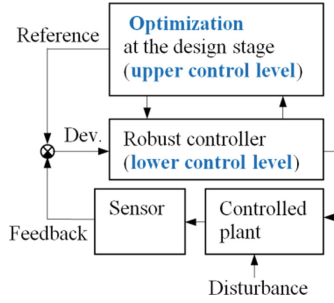 Optimization
Reference
at the design stage
(upper control level)
Dev.
Robust controller
(lower control level)
Sensor
Controlled
plant
Feedback
Disturbance